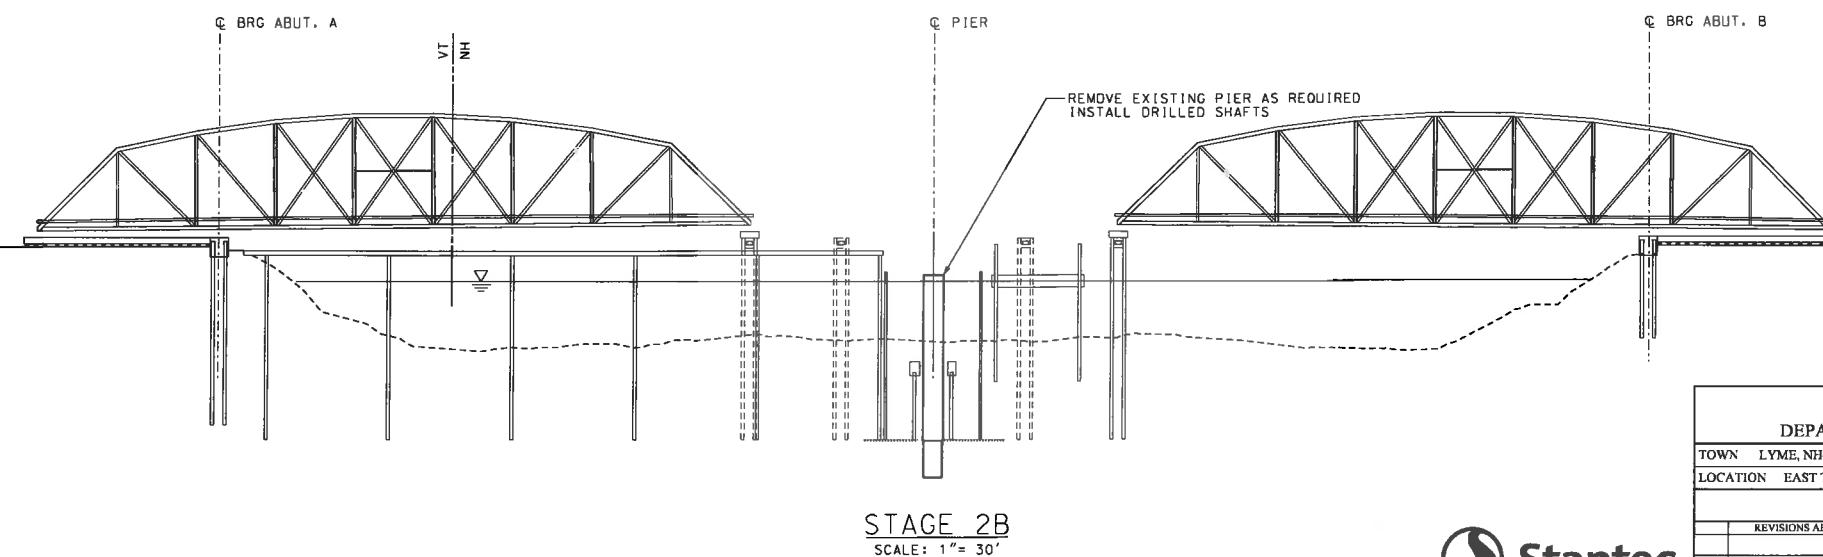 ℄ BRG ABUT. A
℄ PIER
℄ BRG ABUT. B
VT
NH
REMOVE EXISTING PIER AS REQUIRED
INSTALL DRILLED SHAFTS
STAGE 2B
SCALE: 1"= 30'
DEPA
TOWN LYME, NH
LOCATION EAST T
REVISIONS A
Stantec